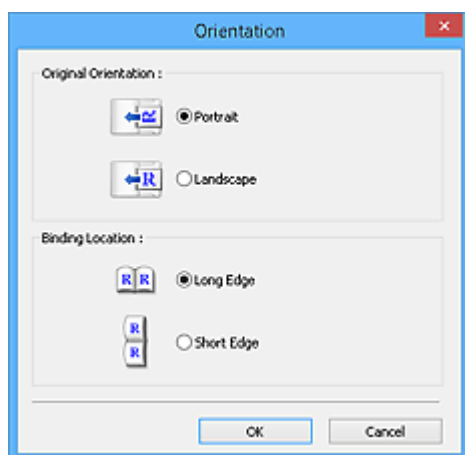 Orientation
Original Orientation :
R
Portrait
R
Landscape
Binding Location :
R R
Long Edge
R
R
Short Edge
OK Cancel